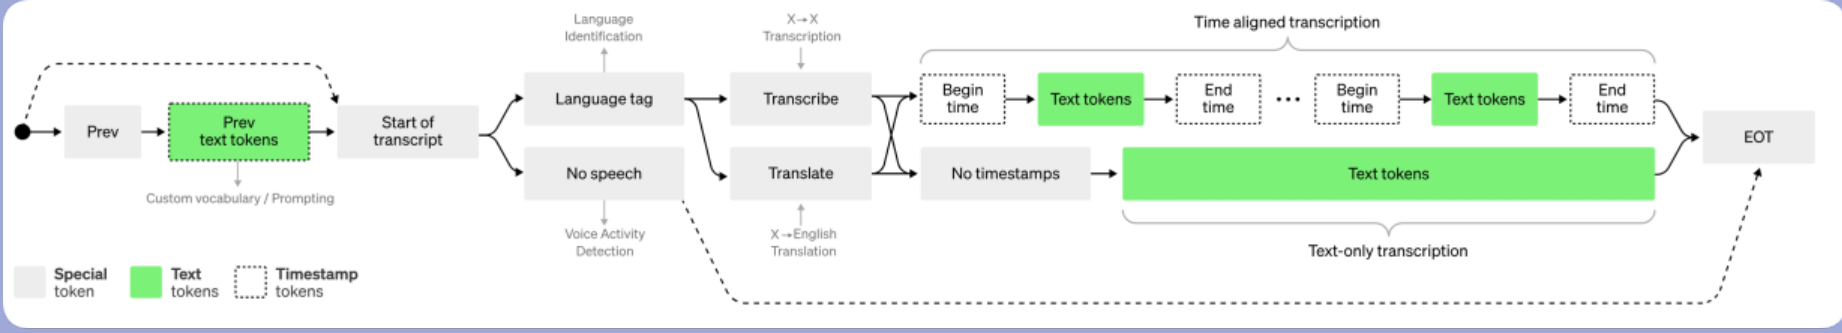 Language
Identification
X→X
Transcription
Time aligned transcription
Prev
Prev
text tokens
Start of
transcript
Language tag
Transcribe
Begin
time
Text tokens
End
time
•••
Begin
time
Text tokens
End
time
EOT
No speech
Translate
No timestamps
Text tokens
Custom vocabulary / Prompting
Voice Activity
Detection
X→English
Translation
Text-only transcription
Special
token
Text
tokens
Timestamp
tokens